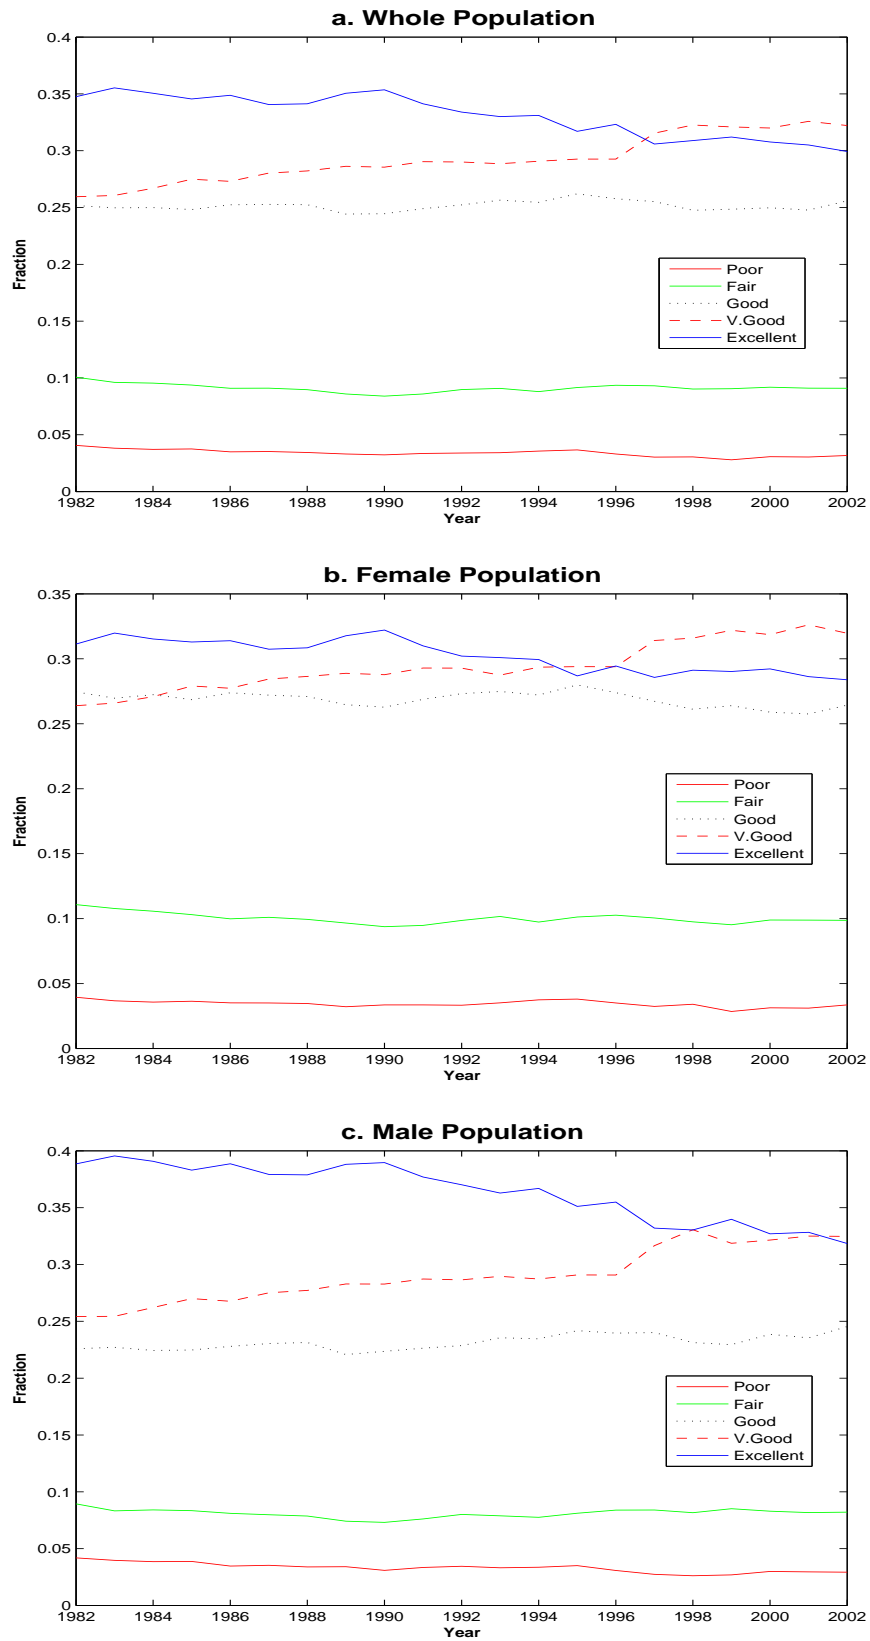 a. Whole Population
0.4
0.35
0.3
0.25
0.2
0.15
0.1
0.05
0
Fraction
Poor
Fair
Good
V.Good
Excellent
1982 1984 1986 1988 1990 1992 1994 1996 1998 2000 2002
Year
b. Female Population
0.35
0.3
0.25
0.2
0.15
0.1
0.05
0
Fraction
Poor
Fair
Good
V.Good
Excellent
1982 1984 1986 1988 1990 1992 1994 1996 1998 2000 2002
Year
c. Male Population
0.4
0.35
0.3
0.25
0.2
0.15
0.1
0.05
0
Fraction
Poor
Fair
Good
V.Good
Excellent
1982 1984 1986 1988 1990 1992 1994 1996 1998 2000 2002
Year